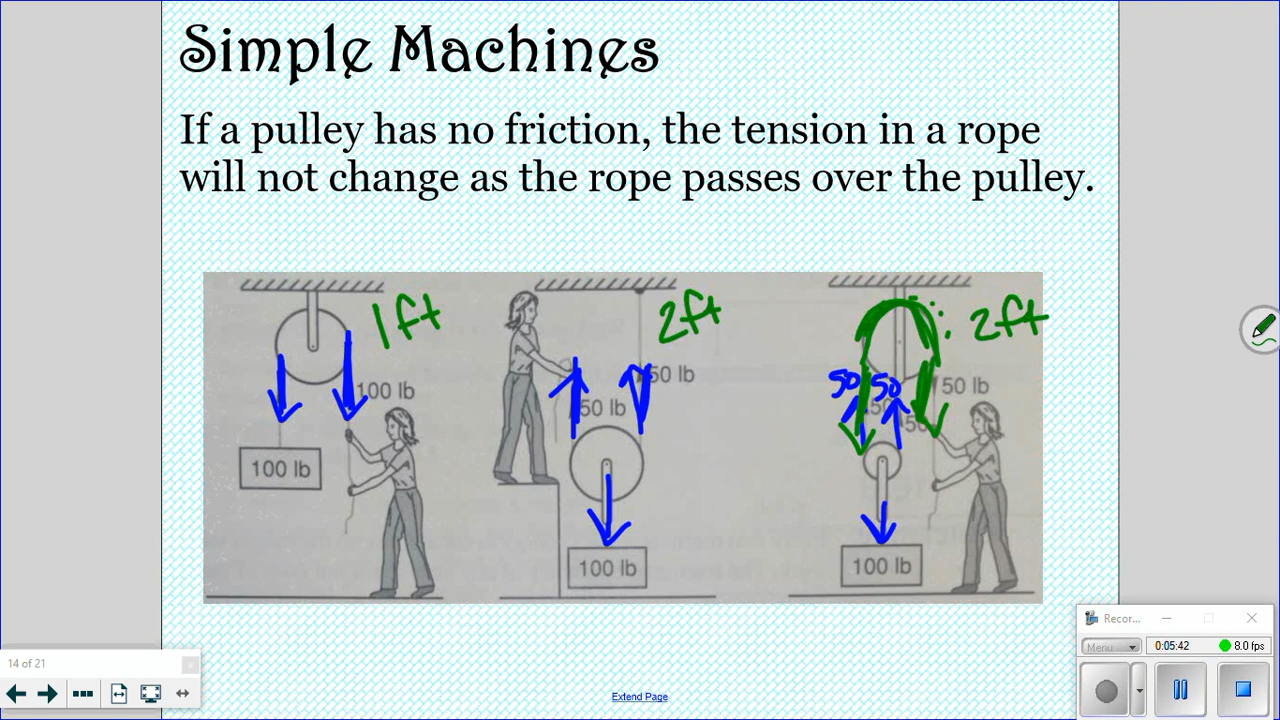 Simple Machines
If a pulley has no friction, the tension in a rope
will not change as the rope passes over the pulley.
1ft
2ft
2ft
100 lb
100 lb
50 lb
50 lb
100 lb
50
50
50 lb
50
50
100 lb
14 of 21
Extend Page
Recor...
Menu
0:05:42
8.0 fps